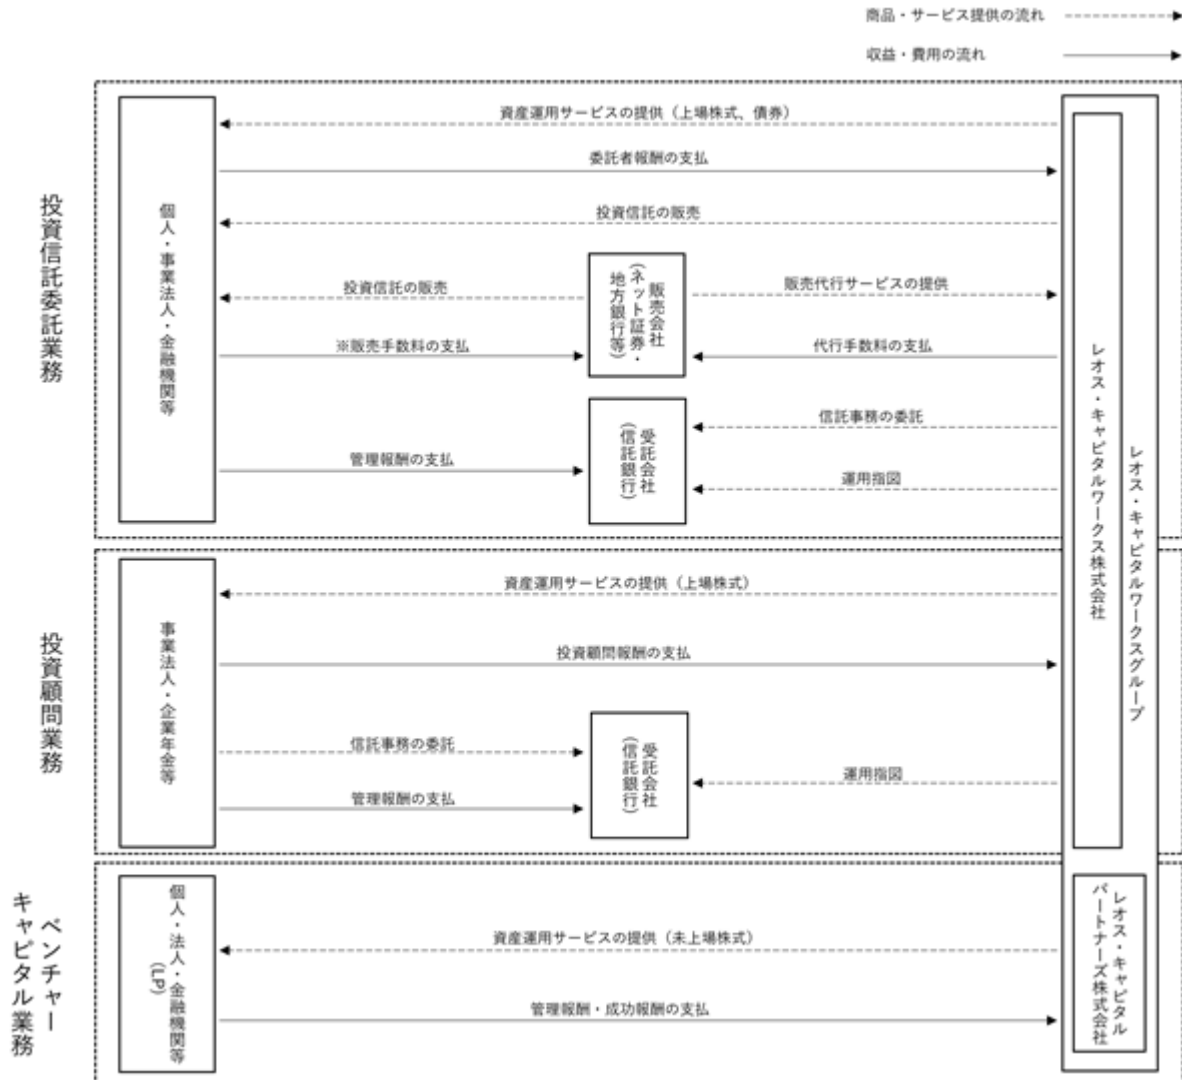 商品・サービス提供の流れ
収益・費用の流れ
投資信託委託業務
個人・事業法人・金融機関等
資産運用サービスの提供（上場株式、債券）
委託者報酬の支払
投資信託の販売
投資信託の販売
販売会社
（ネット証券・
地方銀行等）
販売代行サービスの提供
※販売手数料の支払
代行手数料の支払
受託会社
（信託銀行）
信託事務の委託
管理報酬の支払
運用指図
レオス・キャピタルワークス株式会社
レオス・キャピタルワークスグループ
投資顧問業務
事業法人・企業年金等
資産運用サービスの提供（上場株式）
投資顧問報酬の支払
信託事務の委託
受託会社
（信託銀行）
運用指図
管理報酬の支払
ベンチャー
キャピタル業務
個人・法人・金融機関等
(LP)
資産運用サービスの提供（未上場株式）
管理報酬・成功報酬の支払
レオス・キャピタル
パートナーズ株式会社